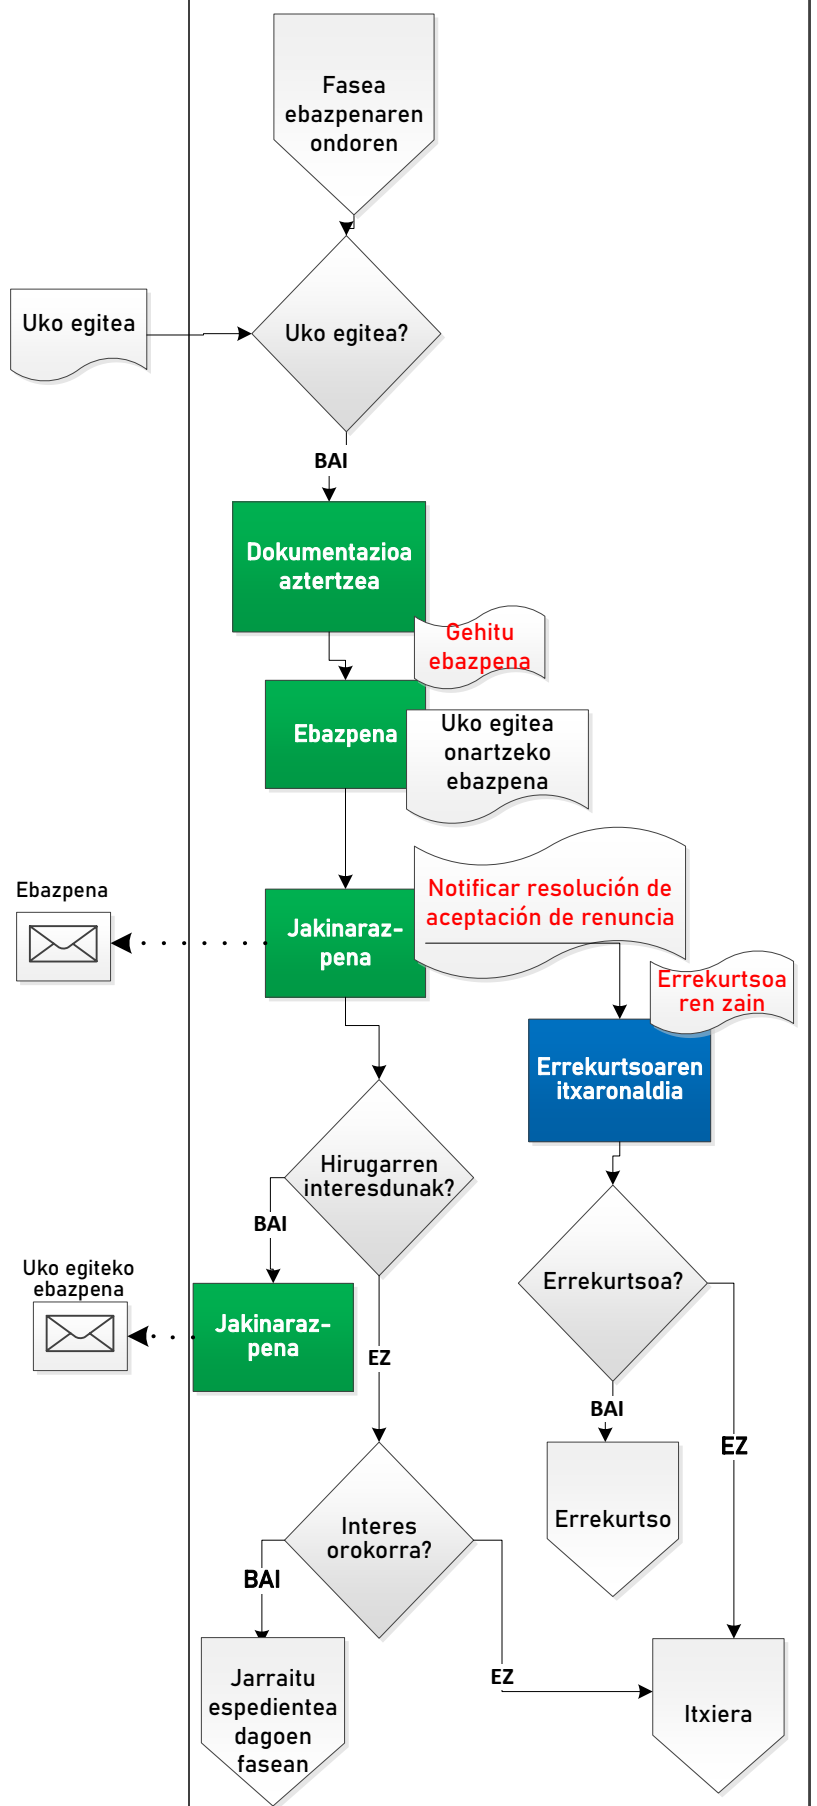 Fasea
ebazpenaren
ondoren
Uko egitea
Uko egitea?
BAI
Dokumentazioa
aztertzea
Gehitu
ebazpena
Ebazpena
Uko egitea
onartzeko
ebazpena
Ebazpena
Jakinaraz-
pena
Notificar resolución de
aceptación de renuncia
Errekurtsoa
ren zain
Errekurtsoaren
itxaronaldia
Hirugarren
interesdunak?
BAI
Uko egiteko
ebazpena
Jakinaraz-
pena
EZ
Errekurtsoa?
BAI
EZ
Errekurtso
Interes
orokorra?
BAI
EZ
Jarraitu
espedientea
dagoen
fasean
Itxiera